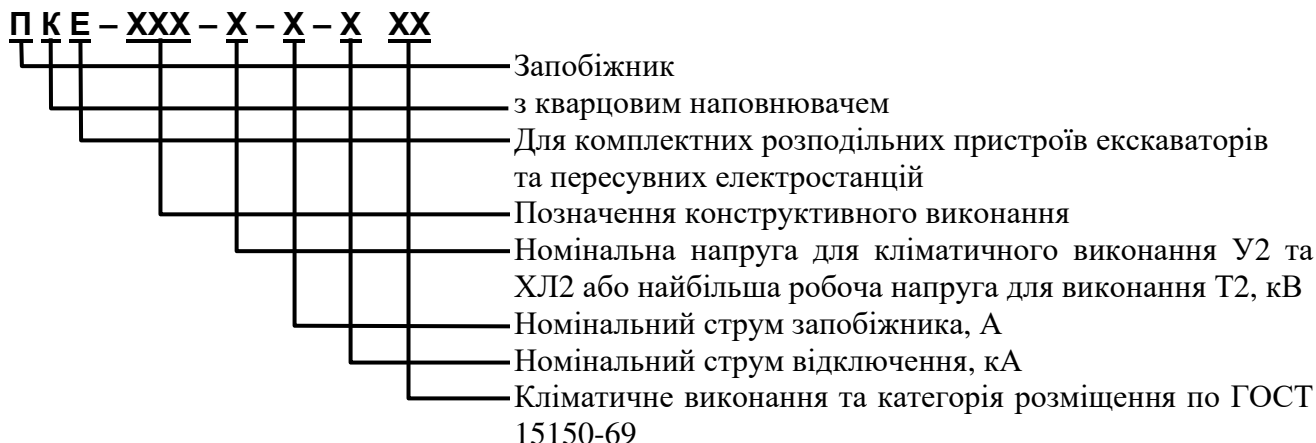 П К Е – ХХХ – Х – Х – Х ХХ
Запобіжник
з кварцовим наповнювачем
Для комплектних розподільних пристроїв екскаваторів
та пересувних електростанцій
Позначення конструктивного виконання
Номінальна напруга для кліматичного виконання У2 та
ХЛ2 або найбільша робоча напруга для виконання Т2, кВ
Номінальний струм запобіжника, А
Номінальний струм відключення, кА
Кліматичне виконання та категорія розміщення по ГОСТ
15150-69